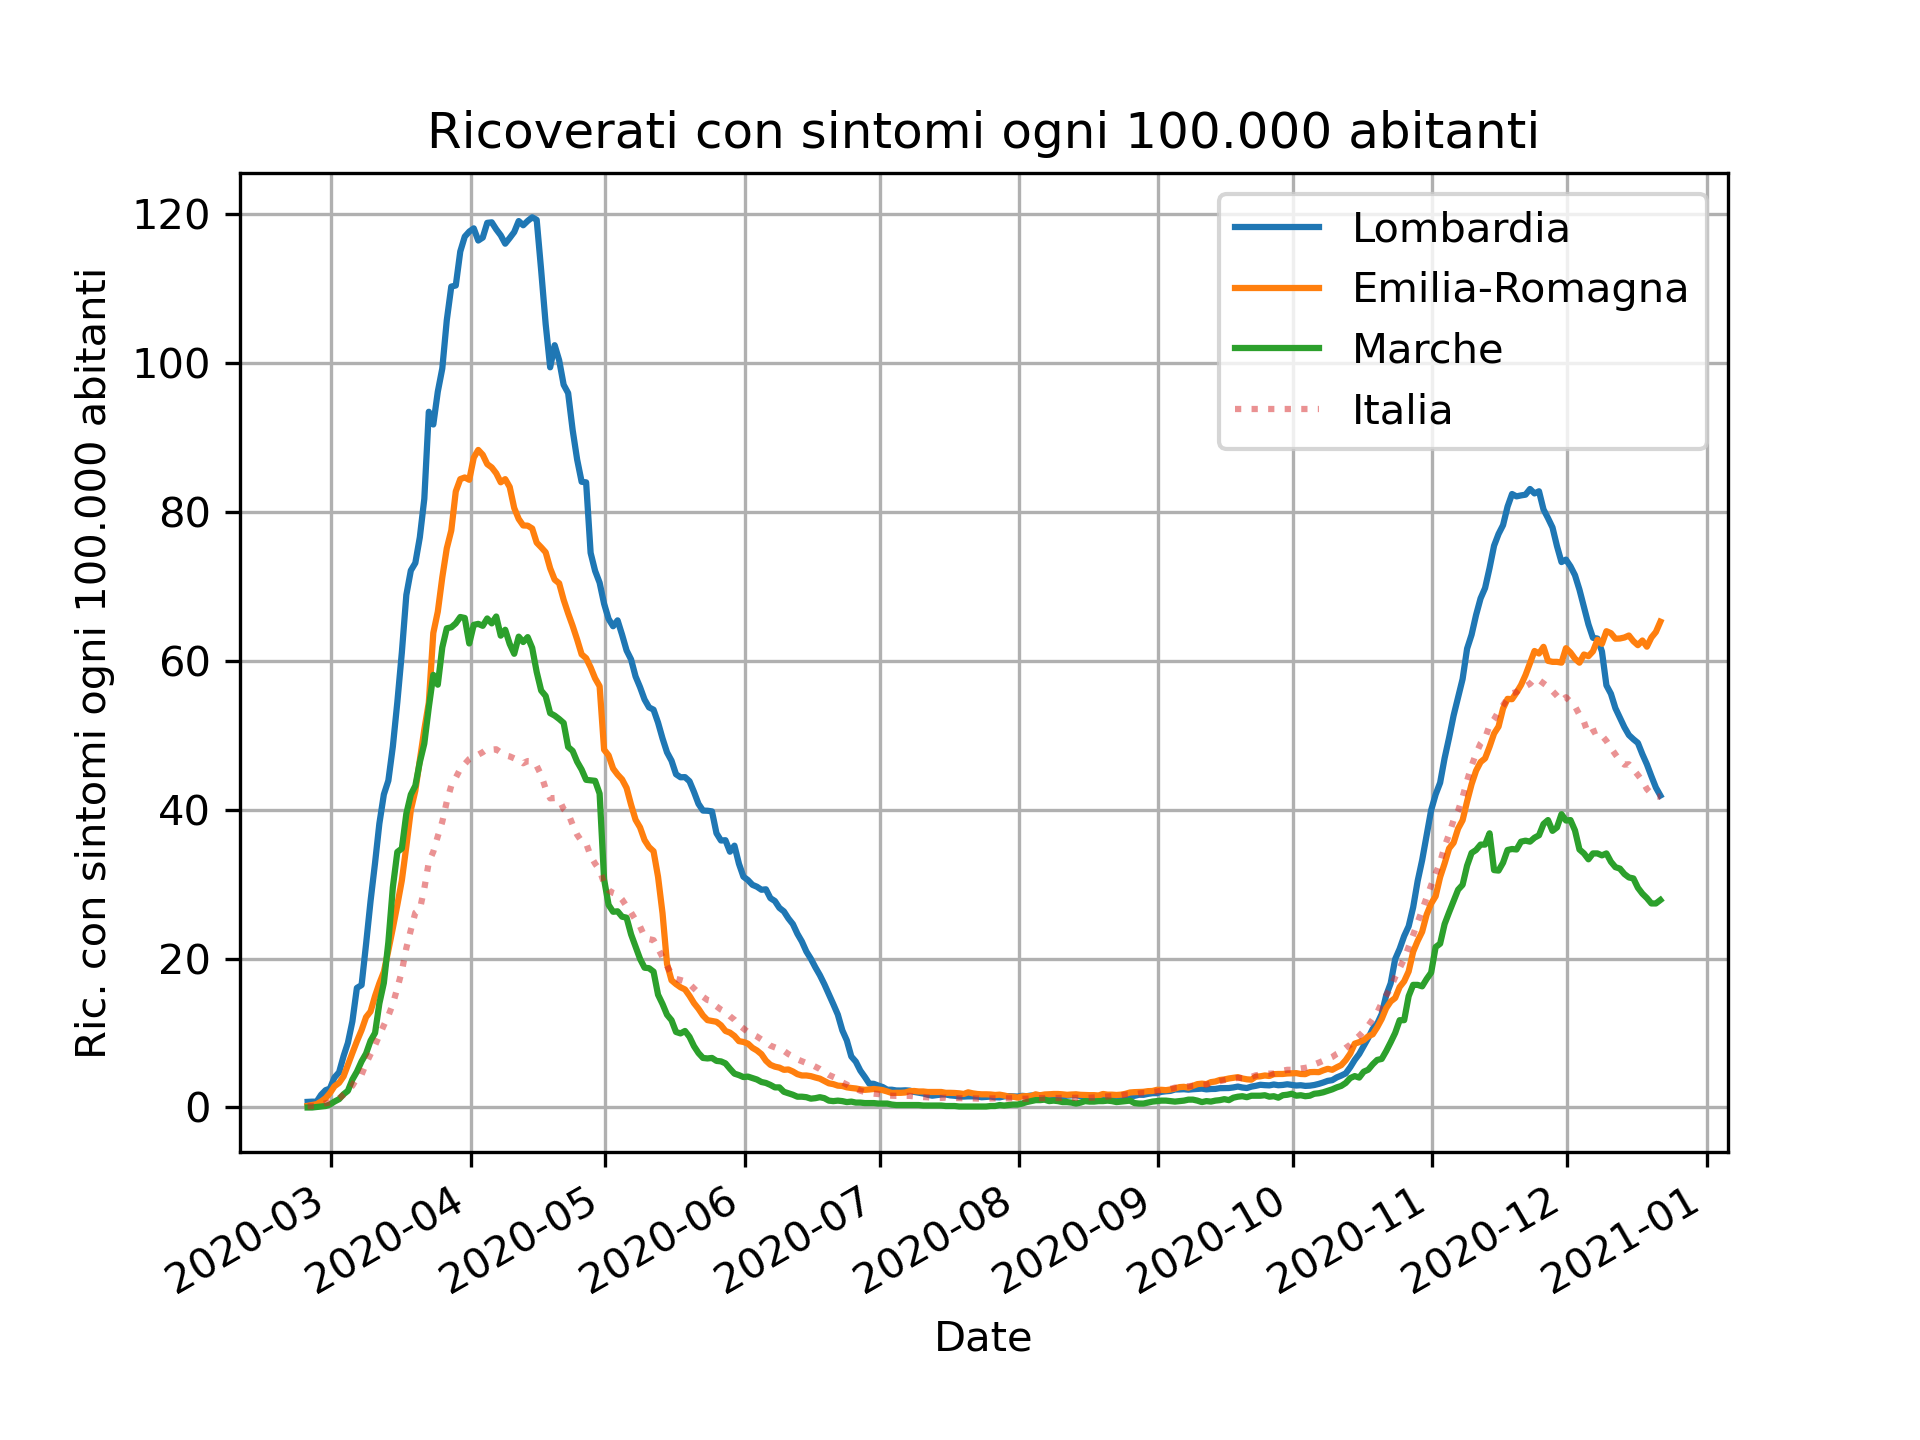 Ricoverati con sintomi ogni 100.000 abitanti
Ric. con sintomi ogni 100.000 abitanti
120
100
80
60
40
20
0
Lombardia
Emilia-Romagna
Marche
Italia
2020-03
2020-04
2020-05
2020-06
2020-07
2020-08
2020-09
2020-10
2020-11
2020-12
2021-01
Date